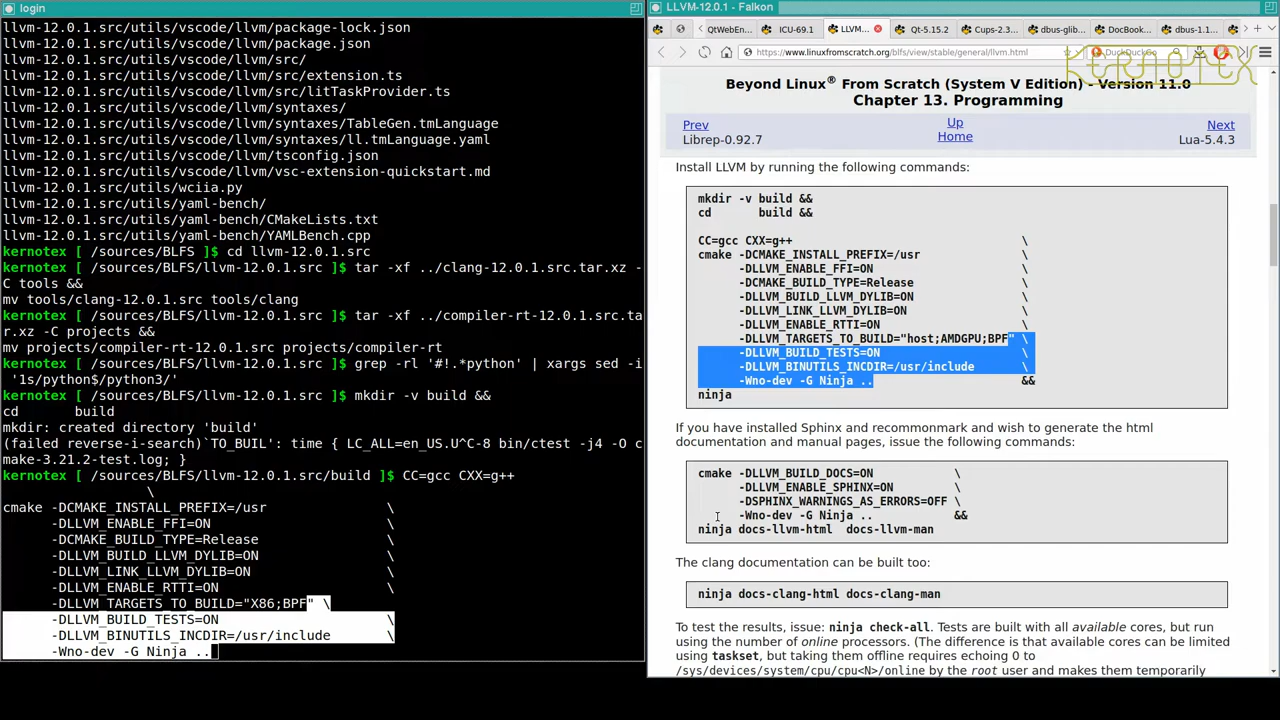 login
llvm-12.0.1.src/utils/vscode/llvm/package-lock.json
llvm-12.0.1.src/utils/vscode/llvm/package.json
llvm-12.0.1.src/utils/vscode/llvm/src/
llvm-12.0.1.src/utils/vscode/llvm/src/extension.ts
llvm-12.0.1.src/utils/vscode/llvm/src/litTaskProvider.ts
llvm-12.0.1.src/utils/vscode/llvm/syntaxes/
llvm-12.0.1.src/utils/vscode/llvm/syntaxes/TableGen.tmLanguage
llvm-12.0.1.src/utils/vscode/llvm/syntaxes/ll.tmLanguage.yaml
llvm-12.0.1.src/utils/vscode/llvm/tsconfig.json
llvm-12.0.1.src/utils/vscode/llvm/vsc-extension-quickstart.md
llvm-12.0.1.src/utils/wciia.py
llvm-12.0.1.src/utils/yaml-bench/
llvm-12.0.1.src/utils/yaml-bench/CMakeLists.txt
llvm-12.0.1.src/utils/yaml-bench/YAMLBench.cpp
kernotex [ /sources/BLFS ]$ cd llvm-12.0.1.src
kernotex [ /sources/BLFS/llvm-12.0.1.src ]$ tar -xf ../clang-12.0.1.src.tar.xz -
C tools &&
mv tools/clang-12.0.1.src tools/clang
kernotex [ /sources/BLFS/llvm-12.0.1.src ]$ tar -xf ../compiler-rt-12.0.1.src.ta
r.xz -C projects &&
mv projects/compiler-rt-12.0.1.src projects/compiler-rt
kernotex [ /sources/BLFS/llvm-12.0.1.src ]$ grep -rl '#!.*python' | xargs sed -i
 '1s/python$/python3/'
kernotex [ /sources/BLFS/llvm-12.0.1.src ]$ mkdir -v build &&
cd       build
mkdir: created directory 'build'
(failed reverse-i-search)`TO_BUIL': time { LC_ALL=en_US.U^C-8 bin/ctest -j4 -O c
make-3.21.2-test.log; }
kernotex [ /sources/BLFS/llvm-12.0.1.src/build ]$ CC=gcc CXX=g++
                   \
cmake -DCMAKE_INSTALL_PREFIX=/usr               \
      -DLLVM_ENABLE_FFI=ON                      \
      -DCMAKE_BUILD_TYPE=Release                \
      -DLLVM_BUILD_LLVM_DYLIB=ON                \
      -DLLVM_LINK_LLVM_DYLIB=ON                 \
      -DLLVM_ENABLE_RTTI=ON                     \
      -DLLVM_TARGETS_TO_BUILD="X86;BPF" \
      -DLLVM_BUILD_TESTS=ON                     \
      -DLLVM_BINUTILS_INCDIR=/usr/include       \
      -Wno-dev -G Ninja ..
LLVM-12.0.1 - Falkon
QtWebEn... ICU-69.1 LLVM... Qt-5.15.2 Cups-2.3... dbus-glib... DocBook... dbus-1.1...
https://www.linuxfromscratch.org/blfs/view/stable/general/llvm.html DuckDuckGo
KERNOTEX
Beyond Linux® From Scratch (System V Edition) - Version 11.0
Chapter 13. Programming
Prev Up Next
Librep-0.92.7 Home Lua-5.4.3
Install LLVM by running the following commands:
mkdir -v build &&
cd       build &&
CC=gcc CXX=g++                                  \
cmake -DCMAKE_INSTALL_PREFIX=/usr               \
      -DLLVM_ENABLE_FFI=ON                      \
      -DCMAKE_BUILD_TYPE=Release                \
      -DLLVM_BUILD_LLVM_DYLIB=ON                \
      -DLLVM_LINK_LLVM_DYLIB=ON                 \
      -DLLVM_ENABLE_RTTI=ON                     \
      -DLLVM_TARGETS_TO_BUILD="host;AMDGPU;BPF" \
      -DLLVM_BUILD_TESTS=ON                     \
      -DLLVM_BINUTILS_INCDIR=/usr/include       \
      -Wno-dev -G Ninja ..                      &&
ninja
If you have installed Sphinx and recommonmark and wish to generate the html
documentation and manual pages, issue the following commands:
cmake -DLLVM_BUILD_DOCS=ON            \
      -DLLVM_ENABLE_SPHINX=ON         \
      -DSPHINX_WARNINGS_AS_ERRORS=OFF \
      -Wno-dev -G Ninja ..            &&
ninja docs-llvm-html  docs-llvm-man
The clang documentation can be built too:
ninja docs-clang-html docs-clang-man
To test the results, issue: ninja check-all. Tests are built with all available cores, but run
using the number of online processors. (The difference is that available cores can be limited
using taskset, but taking them offline requires echoing 0 to
/sys/devices/system/cpu/cpu<N>/online by the root user and makes them temporarily